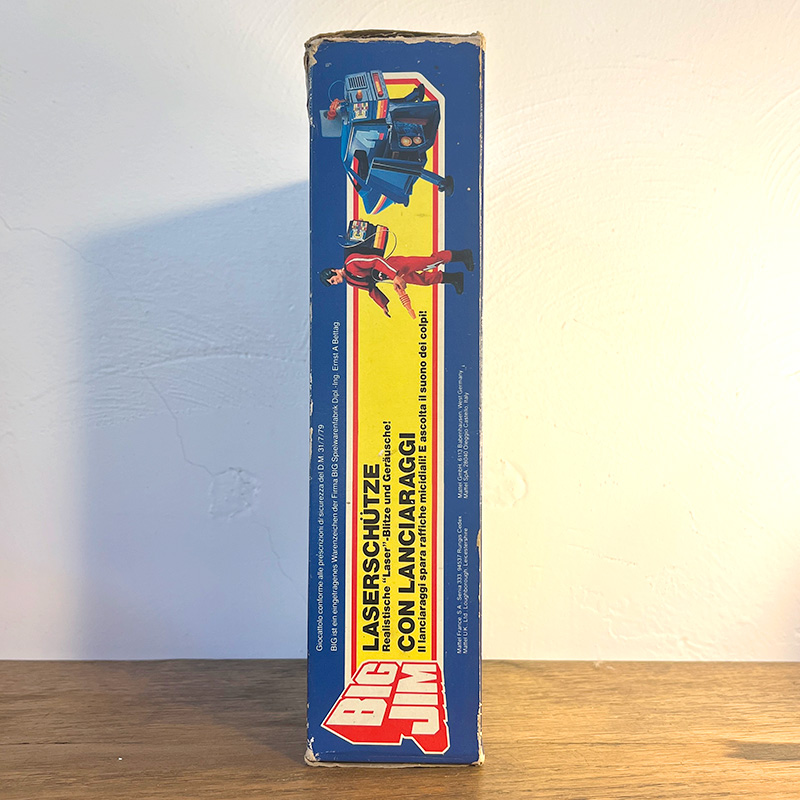 Giocattolo conforme alle prescrizioni di sicurezza del D.M. 31/7/79
BIG ist ein eingetragenes Warenzeichen der Firma BIG Spielwarenfabrik Dipl.-Ing. Ernst A. Bettag.
BIG
JIM
LASERSCHÜTZE
Realistische "Laser"-Blitze und Geräusche!
CON LANCIARAGGI
Il lanciaraggi spara raffiche micidiali! E ascolta il suono dei colpi!
Mattel France, S.A., Senia 333, 94537 Rungis Cedex
Mattel U.K. Ltd. Loughborough, Leicestershire
Mattel GmbH, 6113 Babenhausen, West Germany
Mattel SpA, 28040 Oleggio Castello, Italy